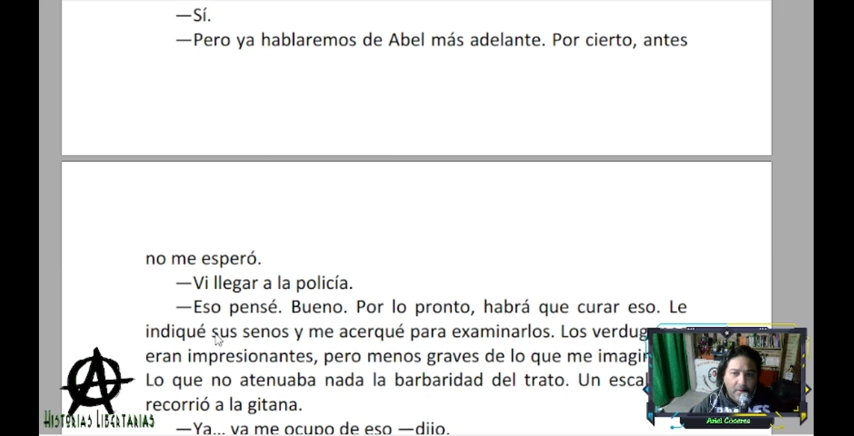 —Sí.
—Pero ya hablaremos de Abel más adelante. Por cierto, antes
no me esperó.
—Vi llegar a la policía.
—Eso pensé. Bueno. Por lo pronto, habrá que curar eso. Le
indiqué sus senos y me acerqué para examinarlos. Los
eran impresionantes, pero menos graves de lo que me
Lo que no atenuaba nada la barbaridad del trato. Un
recorrió a la gitana.
—Ya... ya me ocupo de eso —dijo.
HISTORIAS LIBERTARIAS